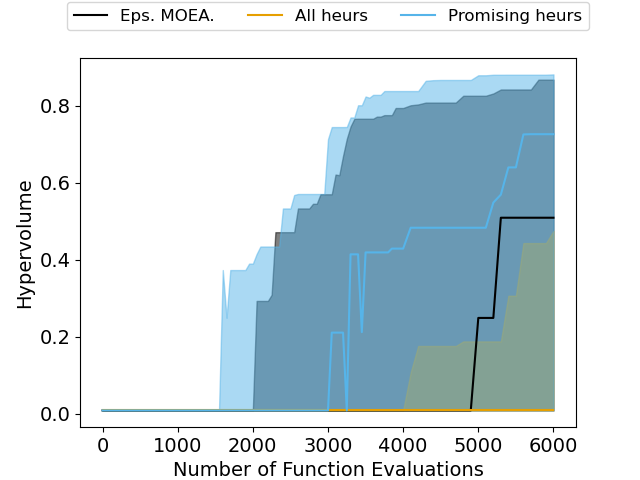 Eps. MOEA. All heurs Promising heurs
0.8
0.6
0.4
0.2
0.0
Hypervolume
0 1000 2000 3000 4000 5000 6000
Number of Function Evaluations